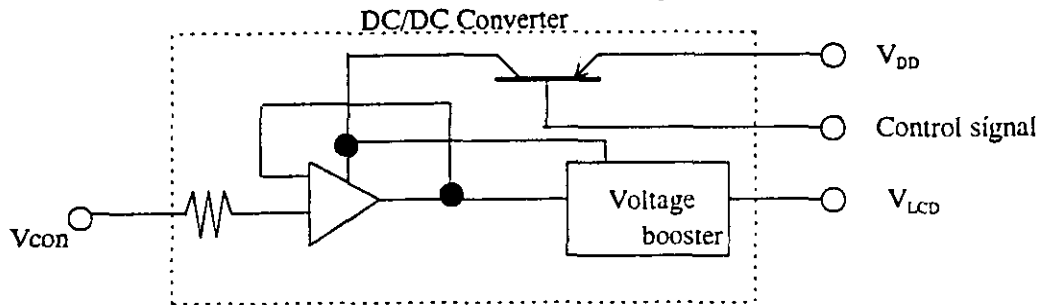 DC/DC Converter
V_DD
Control signal
Voltage
booster
V_LCD
Vcon